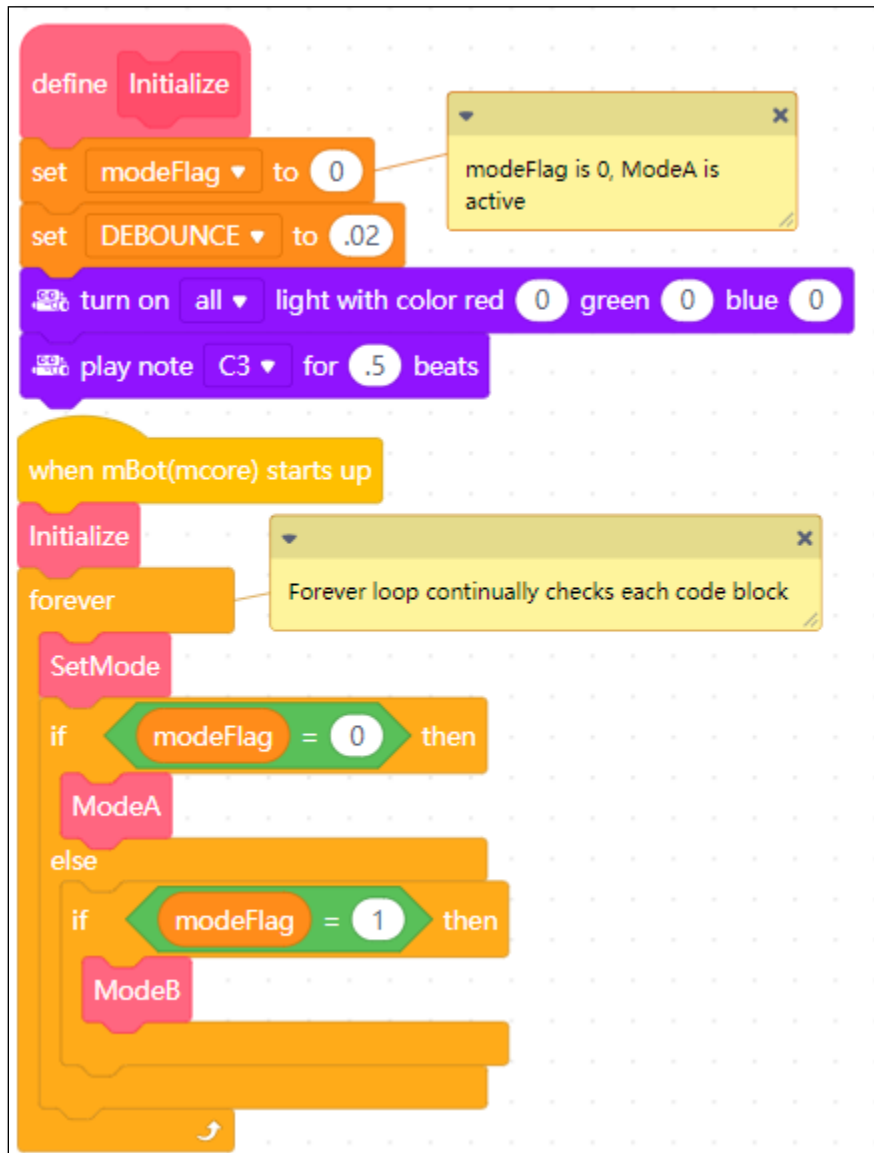 define Initialize
set modeFlag to 0
modeFlag is 0, ModeA is
active
set DEBOUNCE to .02
turn on all light with color red 0 green 0 blue 0
play note C3 for .5 beats
when mBot(mcore) starts up
Initialize
forever
Forever loop continually checks each code block
SetMode
if modeFlag = 0 then
ModeA
else
if modeFlag = 1 then
ModeB